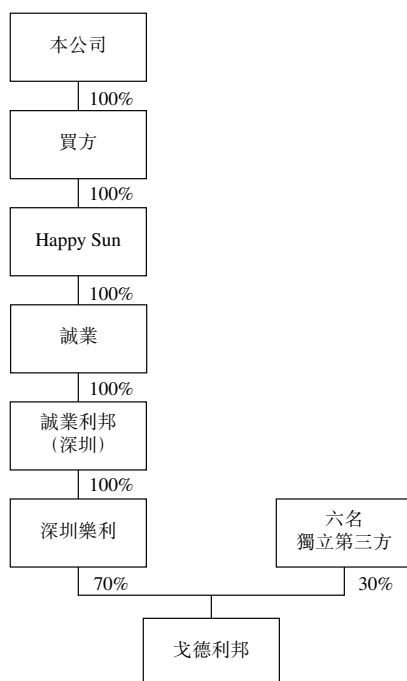 本公司
100%
買方
100%
Happy Sun
100%
誠業
100%
誠業利邦
（深圳）
100%
深圳樂利
六名
獨立第三方
70%
30%
戈德利邦